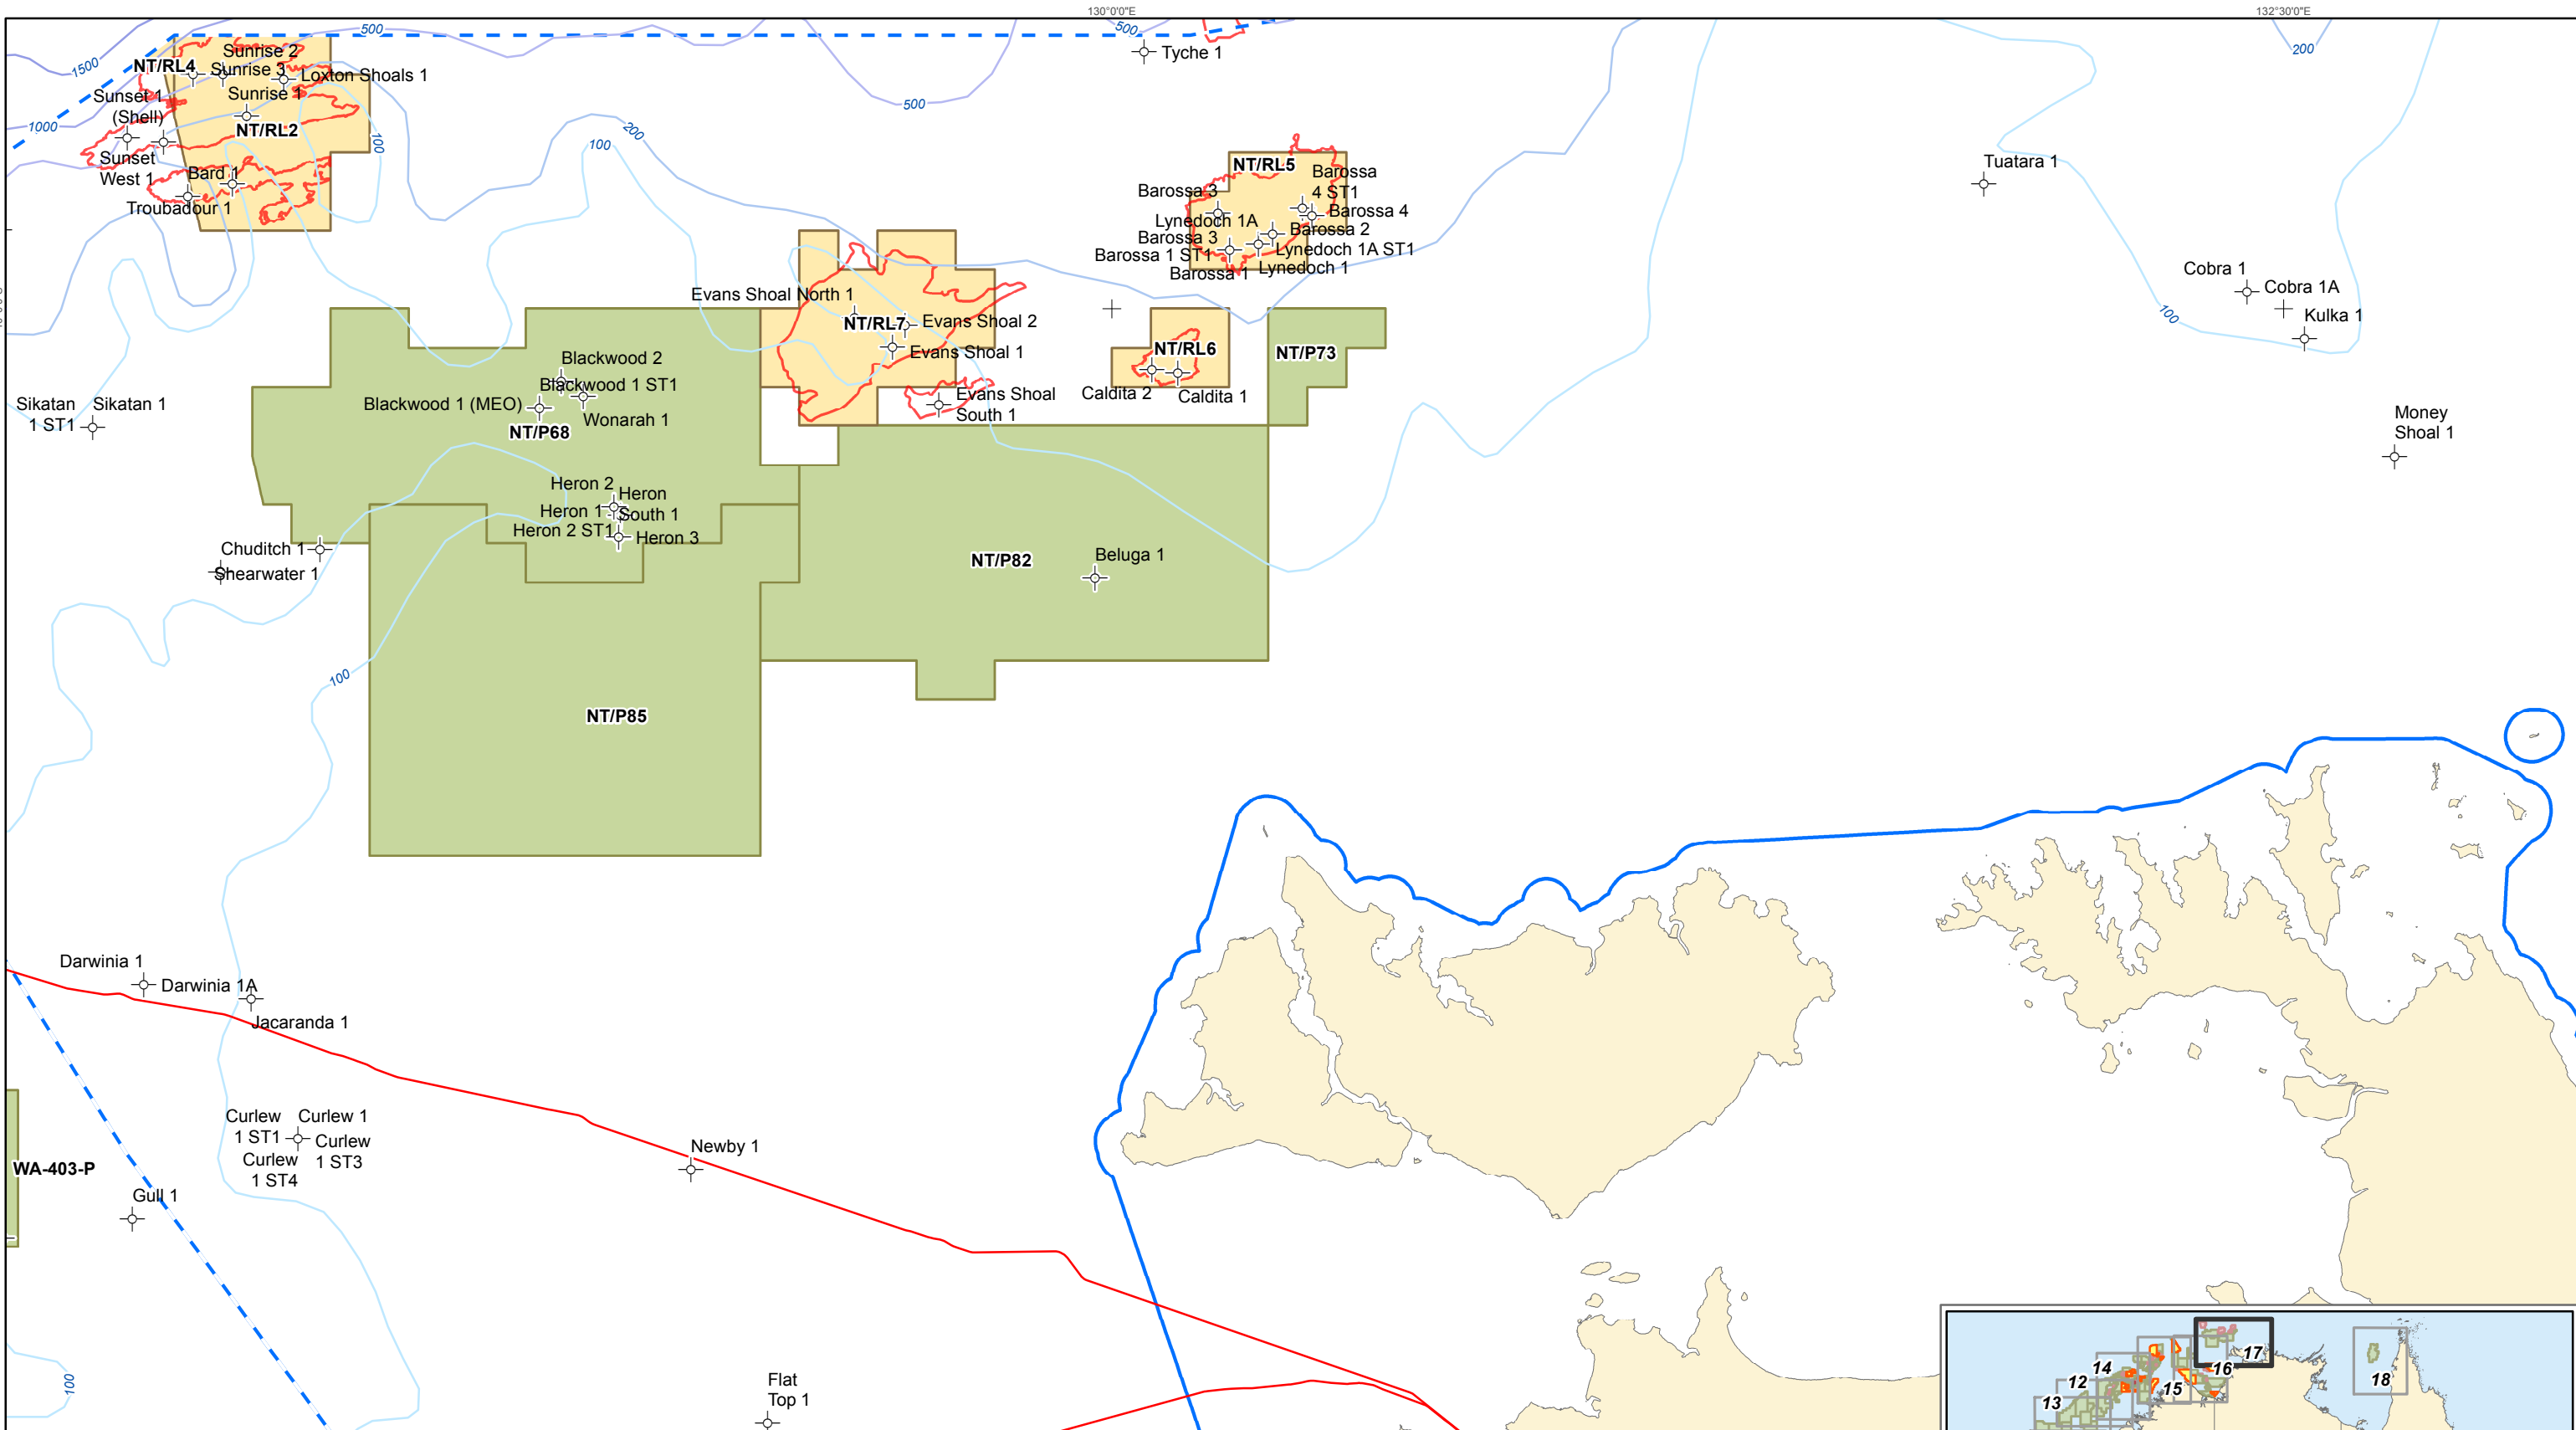 130°0'0"E
132°30'0"E
500
500
200
Sunrise 2
Tyche 1
NT/RL4
1500
Sunrise 3
Loxton Shoals 1
Sunset 1
(Shell)
Sunrise 1
500
1000
NT/RL2
200
100
100
Sunset
West 1
Bard 1
Troubadour 1
NT/RL5
Barossa
4 ST1
Barossa 3
Barossa 4
Lynedoch 1A
Barossa 2
Barossa 3
Lynedoch 1A ST1
Barossa 1 ST1
Lynedoch 1
Barossa 1
Tuatara 1
Cobra 1
Cobra 1A
Kulka 1
100
Evans Shoal North 1
NT/RL7
Evans Shoal 2
Evans Shoal 1
Evans Shoal
South 1
NT/RL6
NT/P73
Caldita 2
Caldita 1
Blackwood 2
Blackwood 1 ST1
Blackwood 1 (MEO)
Wonarah 1
NT/P68
Sikatan
1 ST1
Sikatan 1
Money
Shoal 1
Heron 2
Heron
South 1
Heron 1
Heron 2 ST1
Heron 3
Chuditch 1
Shearwater 1
NT/P82
Beluga 1
100
NT/P85
Darwinia 1
Darwinia 1A
Jacaranda 1
Curlew
1 ST1
Curlew 1
Curlew
1 ST3
Curlew
1 ST4
Newby 1
WA-403-P
Gull 1
100
Flat
Top 1
17
16
14
12
15
18
13